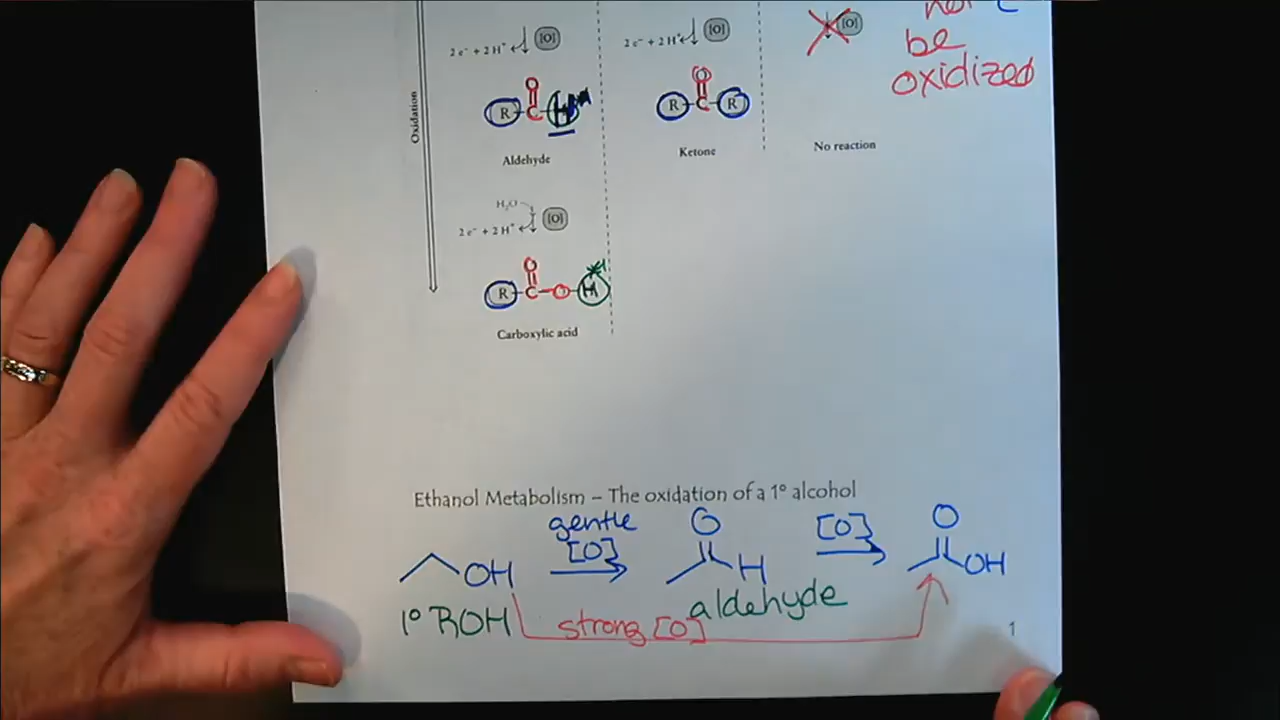 be
oxidized
2 e⁻ + 2 H⁺ [O]
2 e⁻ + 2 H⁺ [O]
[O]
Oxidation
O
R C H
O
R C R
Aldehyde
Ketone
No reaction
H₂O
2 e⁻ + 2 H⁺ [O]
O
R C O H
Carboxylic acid
Ethanol Metabolism – The oxidation of a 1° alcohol
gentle
[O]
O
[O]
O
OH
H
OH
1° ROH
strong [O]
aldehyde
1